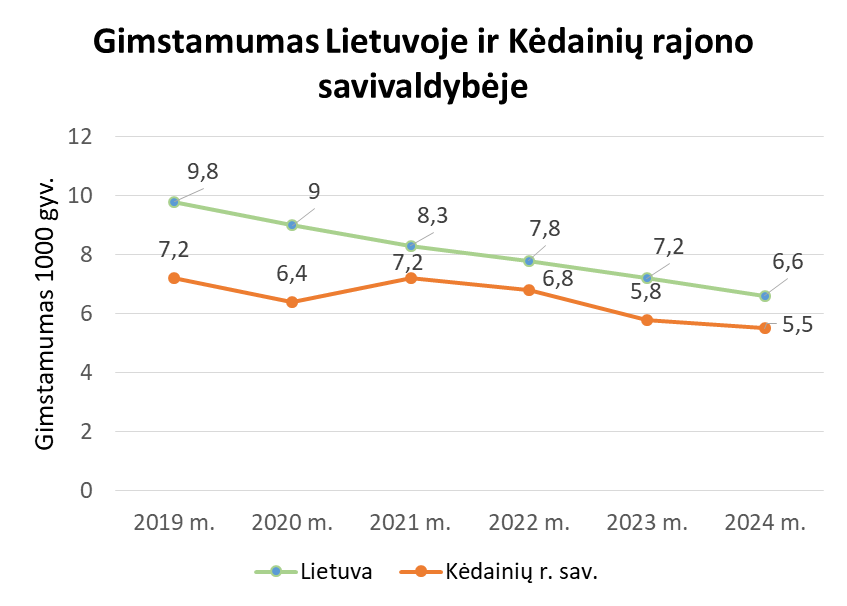 Gimstamumas Lietuvoje ir Kėdainių rajono
savivaldybėje
Gimstamumas 1000 gyv.
12
10
8
6
4
2
0
9,8
9
8,3
7,8
7,2
6,6
7,2
6,4
7,2
6,8
5,8
5,5
2019 m.
2020 m.
2021 m.
2022 m.
2023 m.
2024 m.
Lietuva
Kėdainių r. sav.